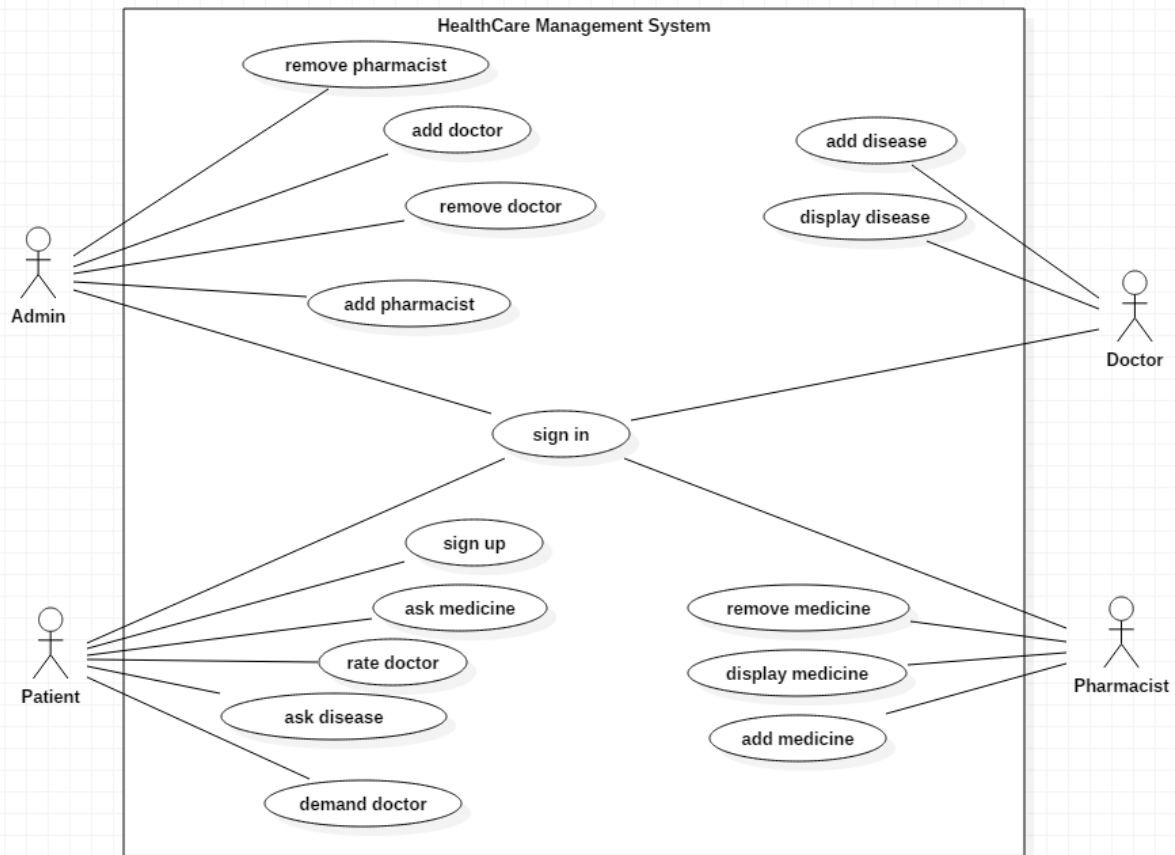 HealthCare Management System
remove pharmacist
add doctor
add disease
remove doctor
display disease
add pharmacist
Admin
Doctor
sign in
sign up
ask medicine
remove medicine
rate doctor
display medicine
Patient
Pharmacist
ask disease
add medicine
demand doctor